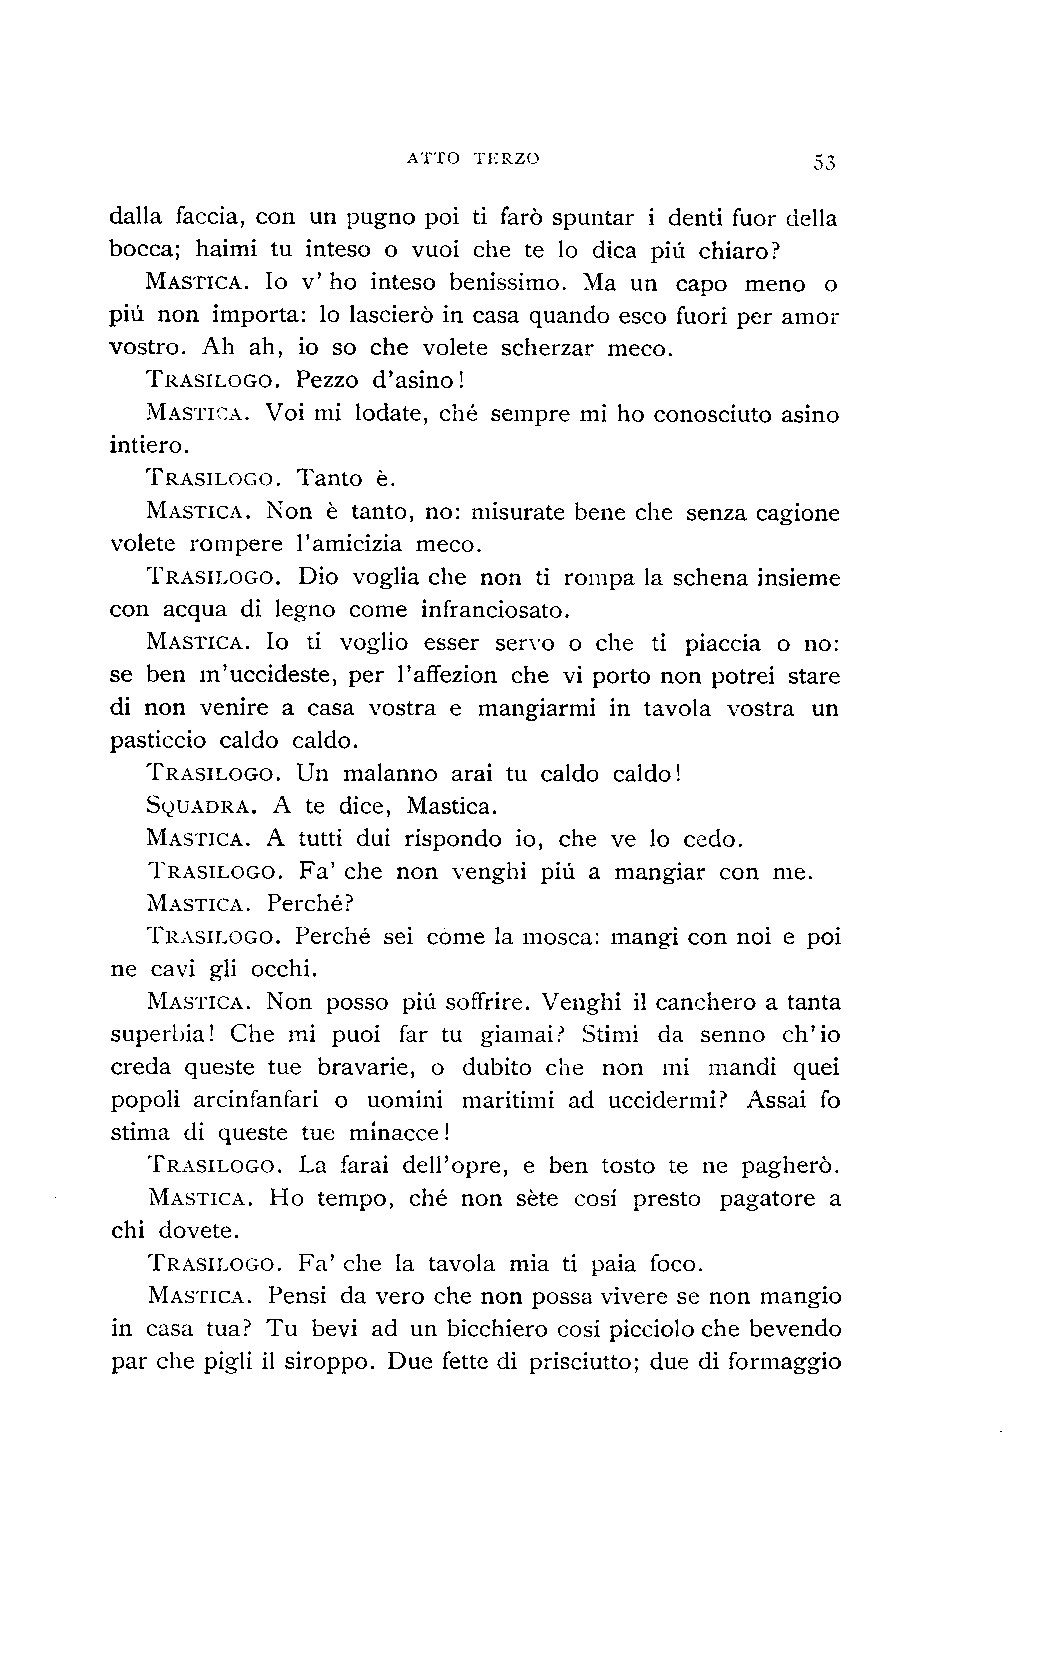 ATTO TERZO 53
dalla faccia, con un pugno poi ti farò spuntar i denti fuor della
bocca; haimi tu inteso o vuoi che te lo dica piú chiaro?
MASTICA. Io v' ho inteso benissimo. Ma un capo meno o
piú non importa: lo lascierò in casa quando esco fuori per amor
vostro. Ah ah, io so che volete scherzar meco.
TRASILOGO. Pezzo d'asino!
MASTICA. Voi mi lodate, ché sempre mi ho conosciuto asino
intiero.
TRASILOGO. Tanto è.
MASTICA. Non è tanto, no: misurate bene che senza cagione
volete rompere l'amicizia meco.
TRASILOGO. Dio voglia che non ti rompa la schena insieme
con acqua di legno come infranciosato.
MASTICA. Io ti voglio esser servo o che ti piaccia o no:
se ben m'uccideste, per l'affezion che vi porto non potrei stare
di non venire a casa vostra e mangiarmi in tavola vostra un
pasticcio caldo caldo.
TRASILOGO. Un malanno arai tu caldo caldo!
SQUADRA. A te dice, Mastica.
MASTICA. A tutti dui rispondo io, che ve lo cedo.
TRASILOGO. Fa' che non venghi piú a mangiar con me.
MASTICA. Perché?
TRASILOGO. Perché sei come la mosca: mangi con noi e poi
ne cavi gli occhi.
MASTICA. Non posso piú soffrire. Venghi il canchero a tanta
superbia! Che mi puoi far tu giamai? Stimi da senno ch'io
creda queste tue bravarie, o dubito che non mi mandi quei
popoli arcinfanfari o uomini maritimi ad uccidermi? Assai fo
stima di queste tue minacce!
TRASILOGO. La farai dell'opre, e ben tosto te ne pagherò.
MASTICA. Ho tempo, ché non sète cosí presto pagatore a
chi dovete.
TRASILOGO. Fa' che la tavola mia ti paia foco.
MASTICA. Pensi da vero che non possa vivere se non mangio
in casa tua? Tu bevi ad un bicchiero cosi picciolo che bevendo
par che pigli il siroppo. Due fette di prisciutto; due di formaggio